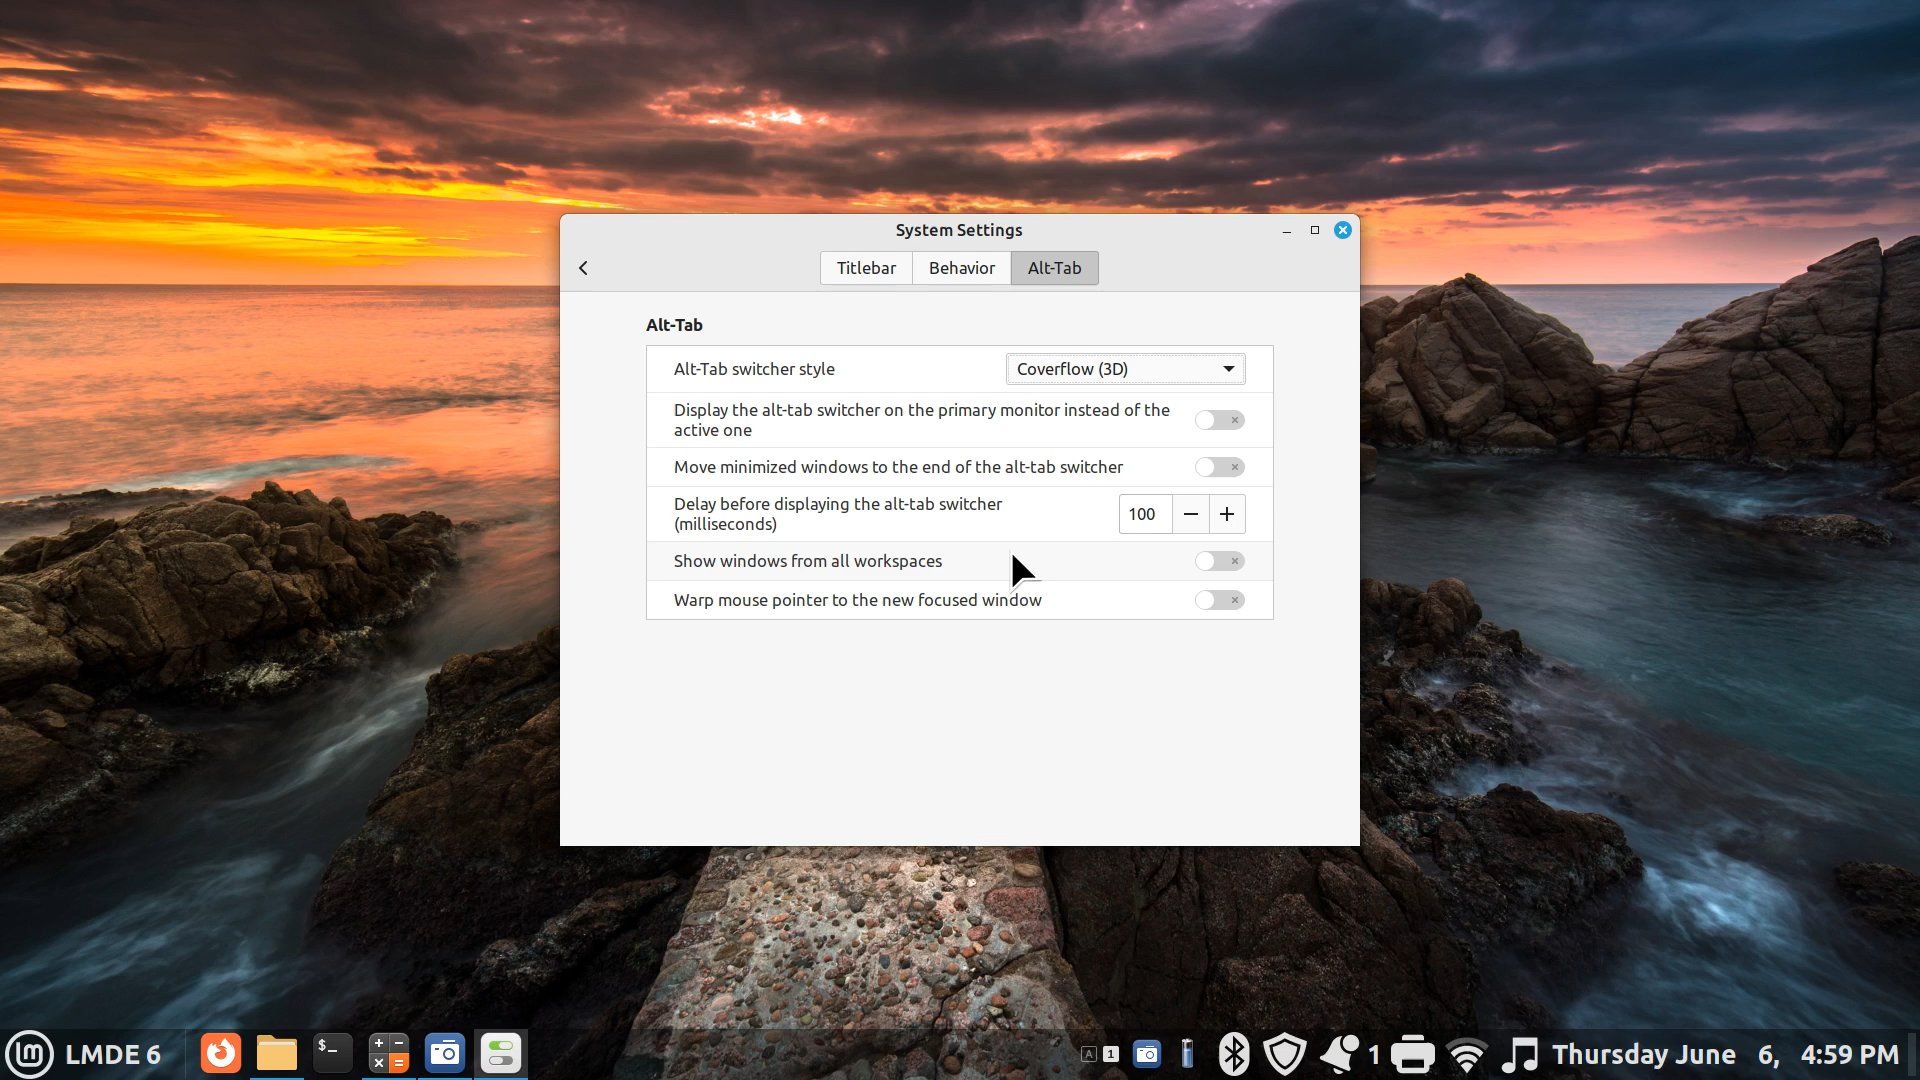 System Settings
Titlebar
Behavior
Alt-Tab
Alt-Tab
Alt-Tab switcher style
Coverflow (3D)
Display the alt-tab switcher on the primary monitor instead of the
active one
Move minimized windows to the end of the alt-tab switcher
Delay before displaying the alt-tab switcher
(milliseconds)
100
Show windows from all workspaces
Warp mouse pointer to the new focused window
LMDE 6
$_
A
1
1
Thursday June 6, 4:59 PM